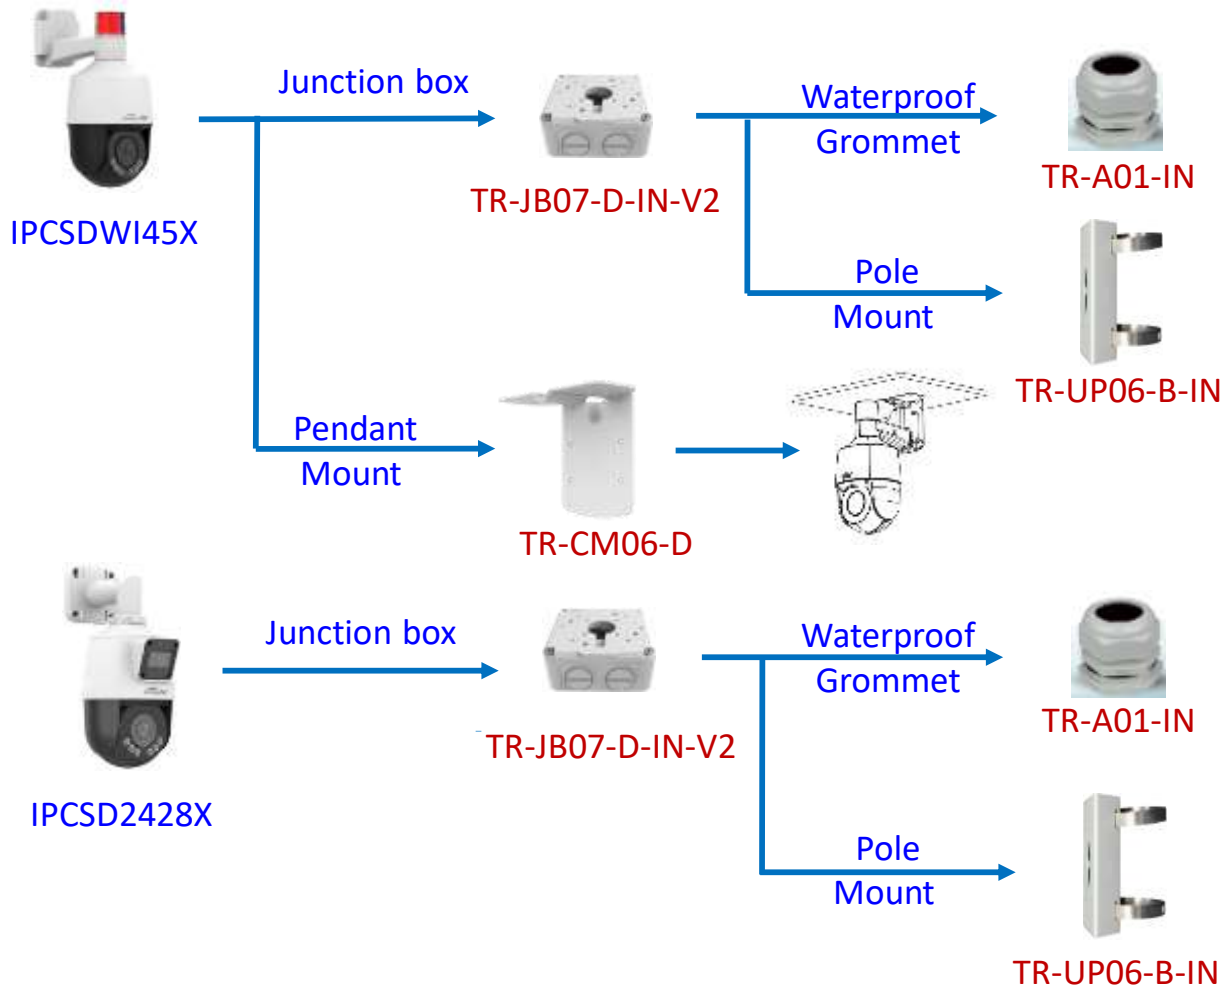 Junction box
Waterproof
Grommet
TR-A01-IN
TR-JB07-D-IN-V2
IPCSDWI45X
Pole
Mount
TR-UP06-B-IN
Pendant
Mount
TR-CM06-D
Junction box
Waterproof
Grommet
TR-A01-IN
TR-JB07-D-IN-V2
IPCSD2428X
Pole
Mount
TR-UP06-B-IN